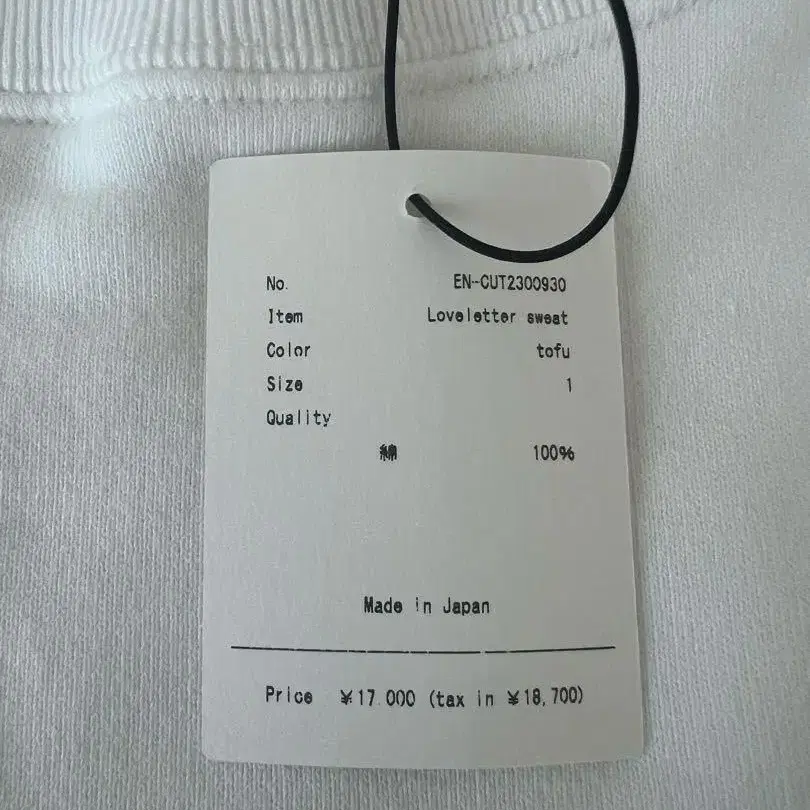 No. EN-CUT2300930
Item Loveletter sweat
Color tofu
Size 1
Quality
綿 100%
Made in Japan
Price ¥17.000 (tax in ¥18,700)